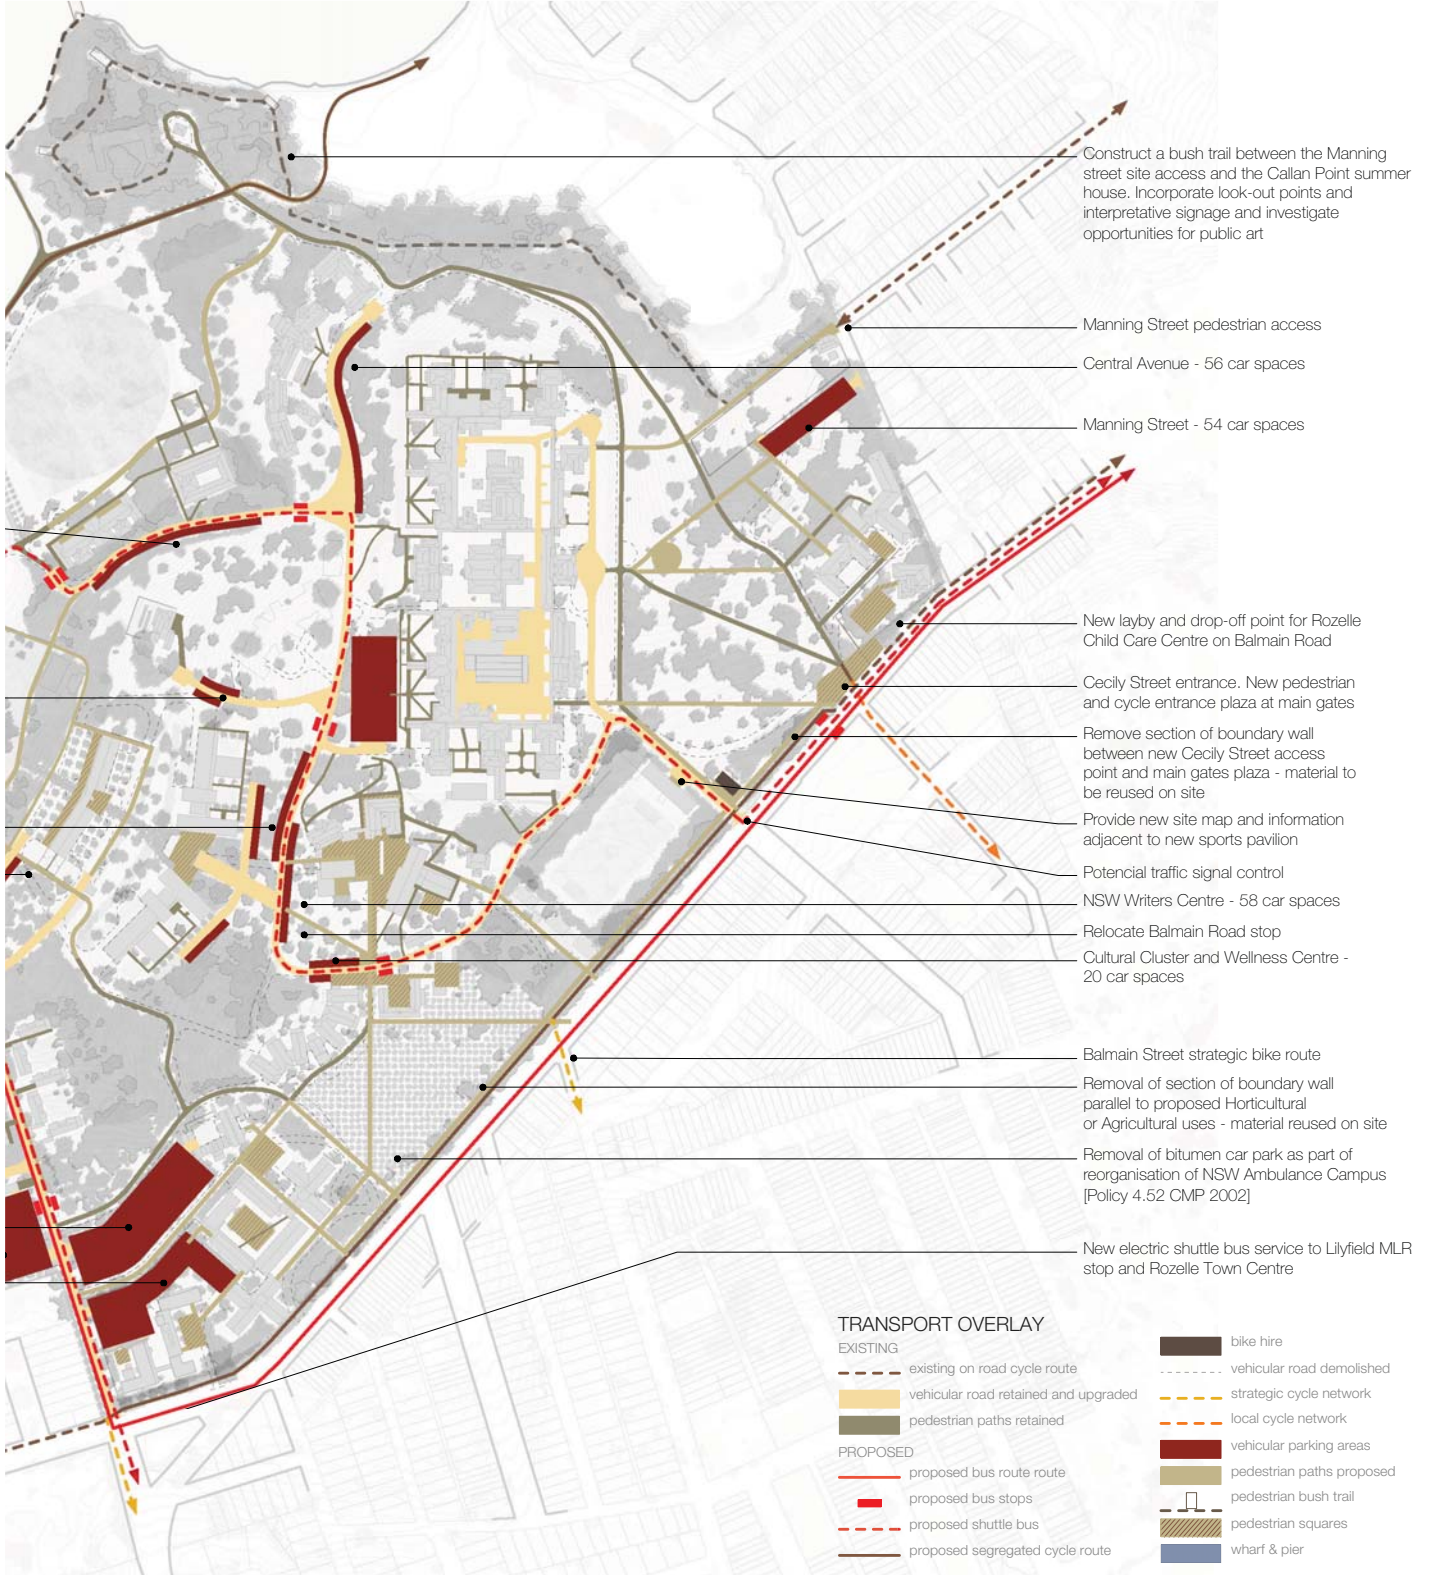 Construct a bush trail between the Manning
street site access and the Callan Point summer
house. Incorporate look-out points and
interpretative signage and investigate
opportunities for public art
Manning Street pedestrian access
Central Avenue - 56 car spaces
Manning Street - 54 car spaces
New layby and drop-off point for Rozelle
Child Care Centre on Balmain Road
Cecily Street entrance. New pedestrian
and cycle entrance plaza at main gates
Remove section of boundary wall
between new Cecily Street access
point and main gates plaza - material to
be reused on site
Provide new site map and information
adjacent to new sports pavilion
Potencial traffic signal control
NSW Writers Centre - 58 car spaces
Relocate Balmain Road stop
Cultural Cluster and Wellness Centre -
20 car spaces
Balmain Street strategic bike route
Removal of section of boundary wall
parallel to proposed Horticultural
or Agricultural uses - material reused on site
Removal of bitumen car park as part of
reorganisation of NSW Ambulance Campus
[Policy 4.52 CMP 2002]
New electric shuttle bus service to Lilyfield MLR
stop and Rozelle Town Centre
TRANSPORT OVERLAY
EXISTING
existing on road cycle route
vehicular road retained and upgraded
pedestrian paths retained
PROPOSED
proposed bus route route
proposed bus stops
proposed shuttle bus
proposed segregated cycle route
bike hire
vehicular road demolished
strategic cycle network
local cycle network
vehicular parking areas
pedestrian paths proposed
pedestrian bush trail
pedestrian squares
wharf & pier